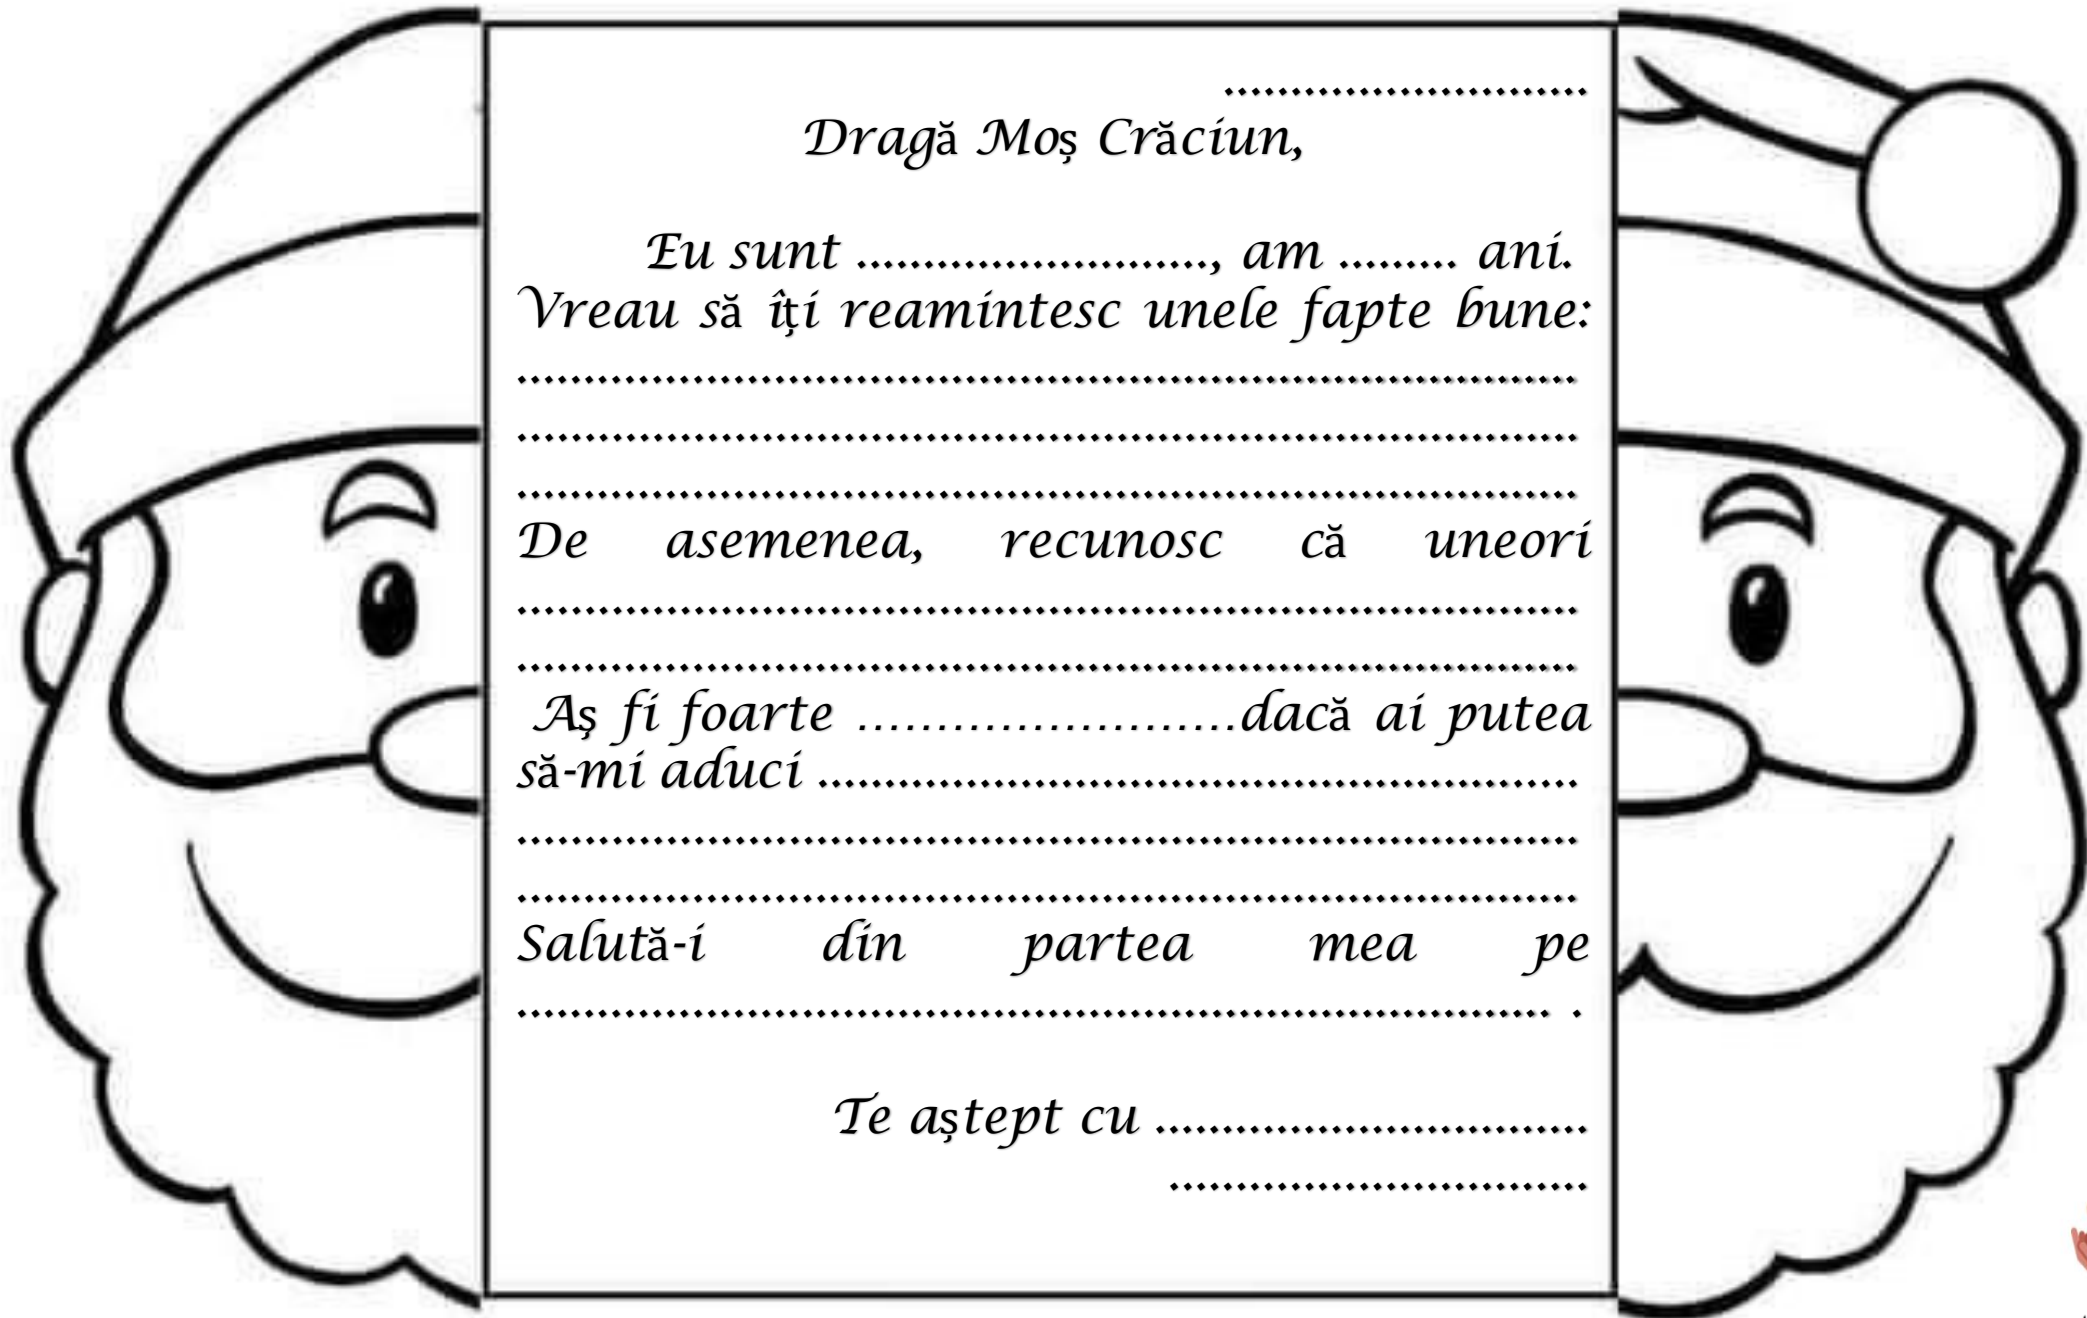 ...........................
Dragă Moș Crăciun,
Eu sunt .........................., am ......... ani.
Vreau să îți reamintesc unele fapte bune:
...............................................................................
...............................................................................
...............................................................................
De asemenea, recunosc că uneori
...............................................................................
...............................................................................
Aș fi foarte ……………………dacă ai putea
să-mi aduci .........................................................
...............................................................................
...............................................................................
Salută-i din partea mea pe
............................................................................. .
Te aștept cu ................................
...............................